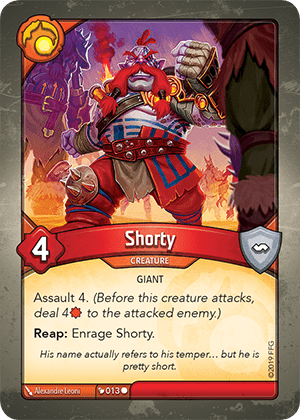 4
Shorty
CREATURE
GIANT
Assault 4. (Before this creature attacks,
deal 4 to the attacked enemy.)
Reap: Enrage Shorty.
His name actually refers to his temper... but he is
pretty short.
Alexandre Leoni
013
©2019 FFG